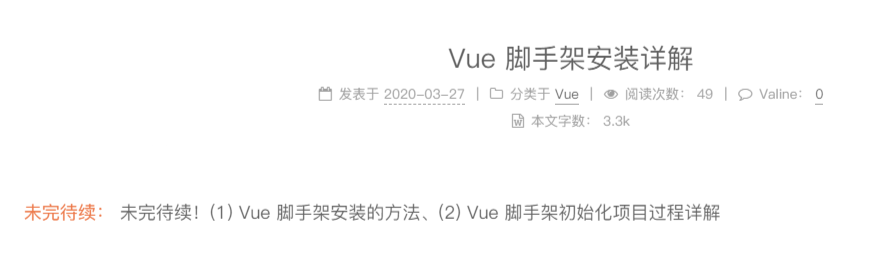 Vue 脚手架安装详解
发表于 2020-03-27 | 分类于 Vue | 阅读次数： 49 | Valine： 0
本文字数： 3.3k
未完待续： 未完待续！(1) Vue 脚手架安装的方法、(2) Vue 脚手架初始化项目过程详解